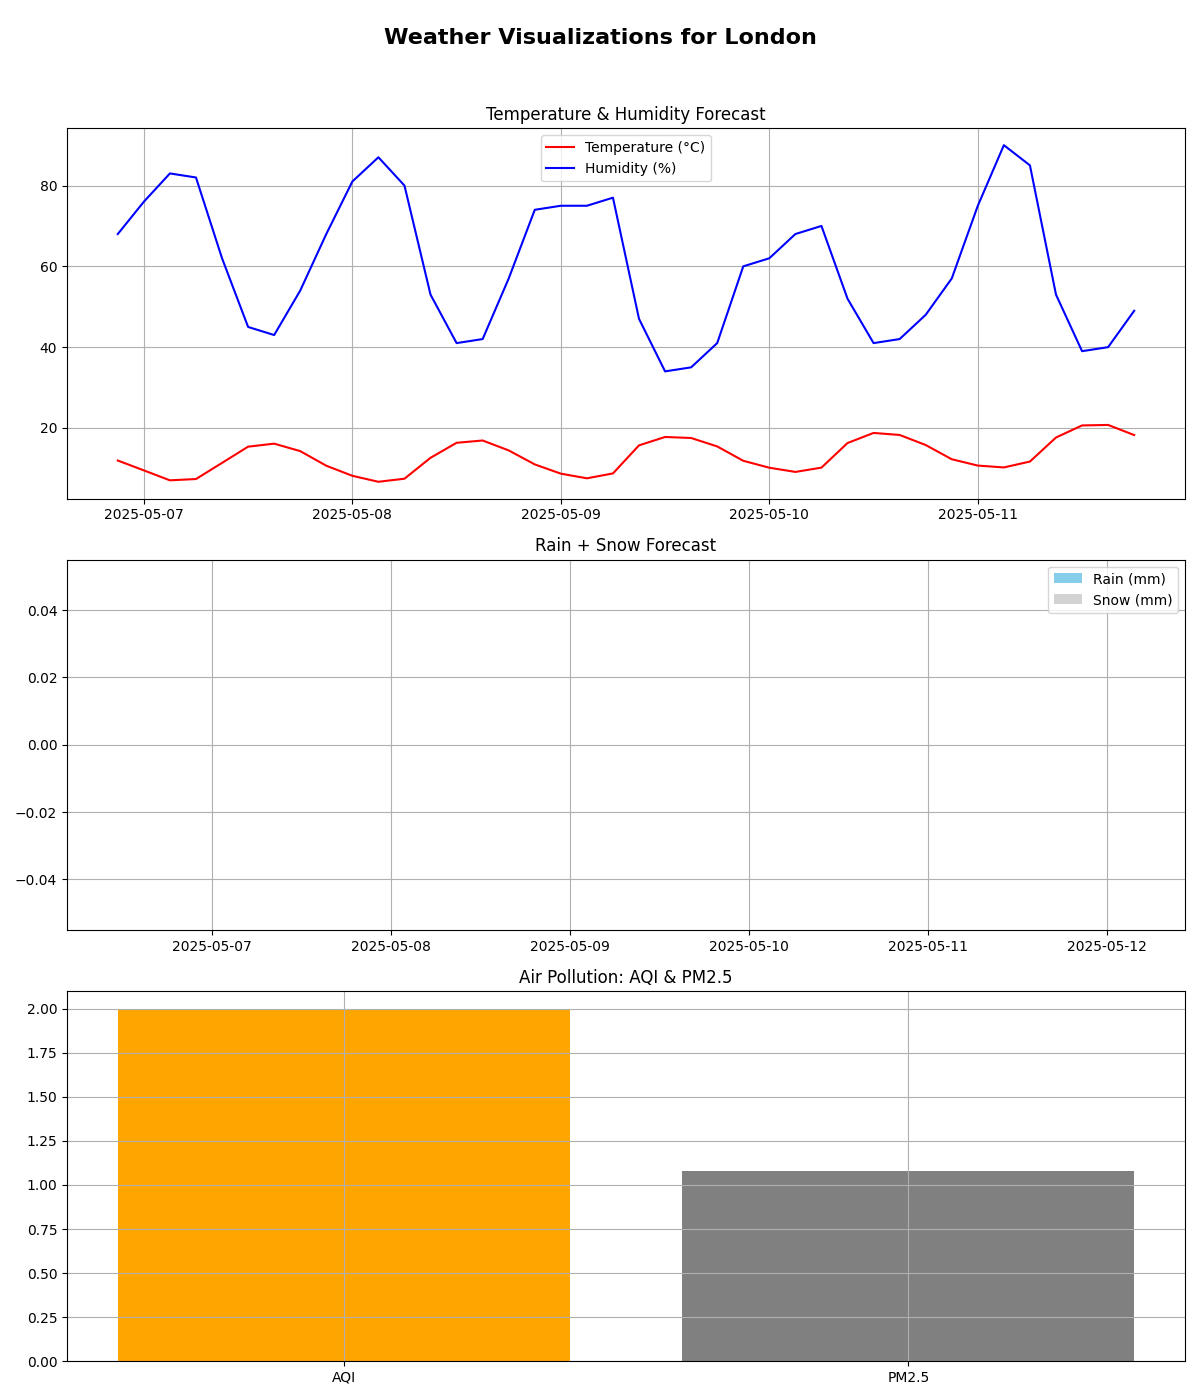 Weather Visualizations for London
Temperature & Humidity Forecast
Temperature (°C)
Humidity (%)
80
60
40
20
2025-05-07 2025-05-08 2025-05-09 2025-05-10 2025-05-11
Rain + Snow Forecast
Rain (mm)
Snow (mm)
0.04
0.02
0.00
−0.02
−0.04
2025-05-07 2025-05-08 2025-05-09 2025-05-10 2025-05-11 2025-05-12
Air Pollution: AQI & PM2.5
2.00
1.75
1.50
1.25
1.00
0.75
0.50
0.25
0.00
AQI PM2.5